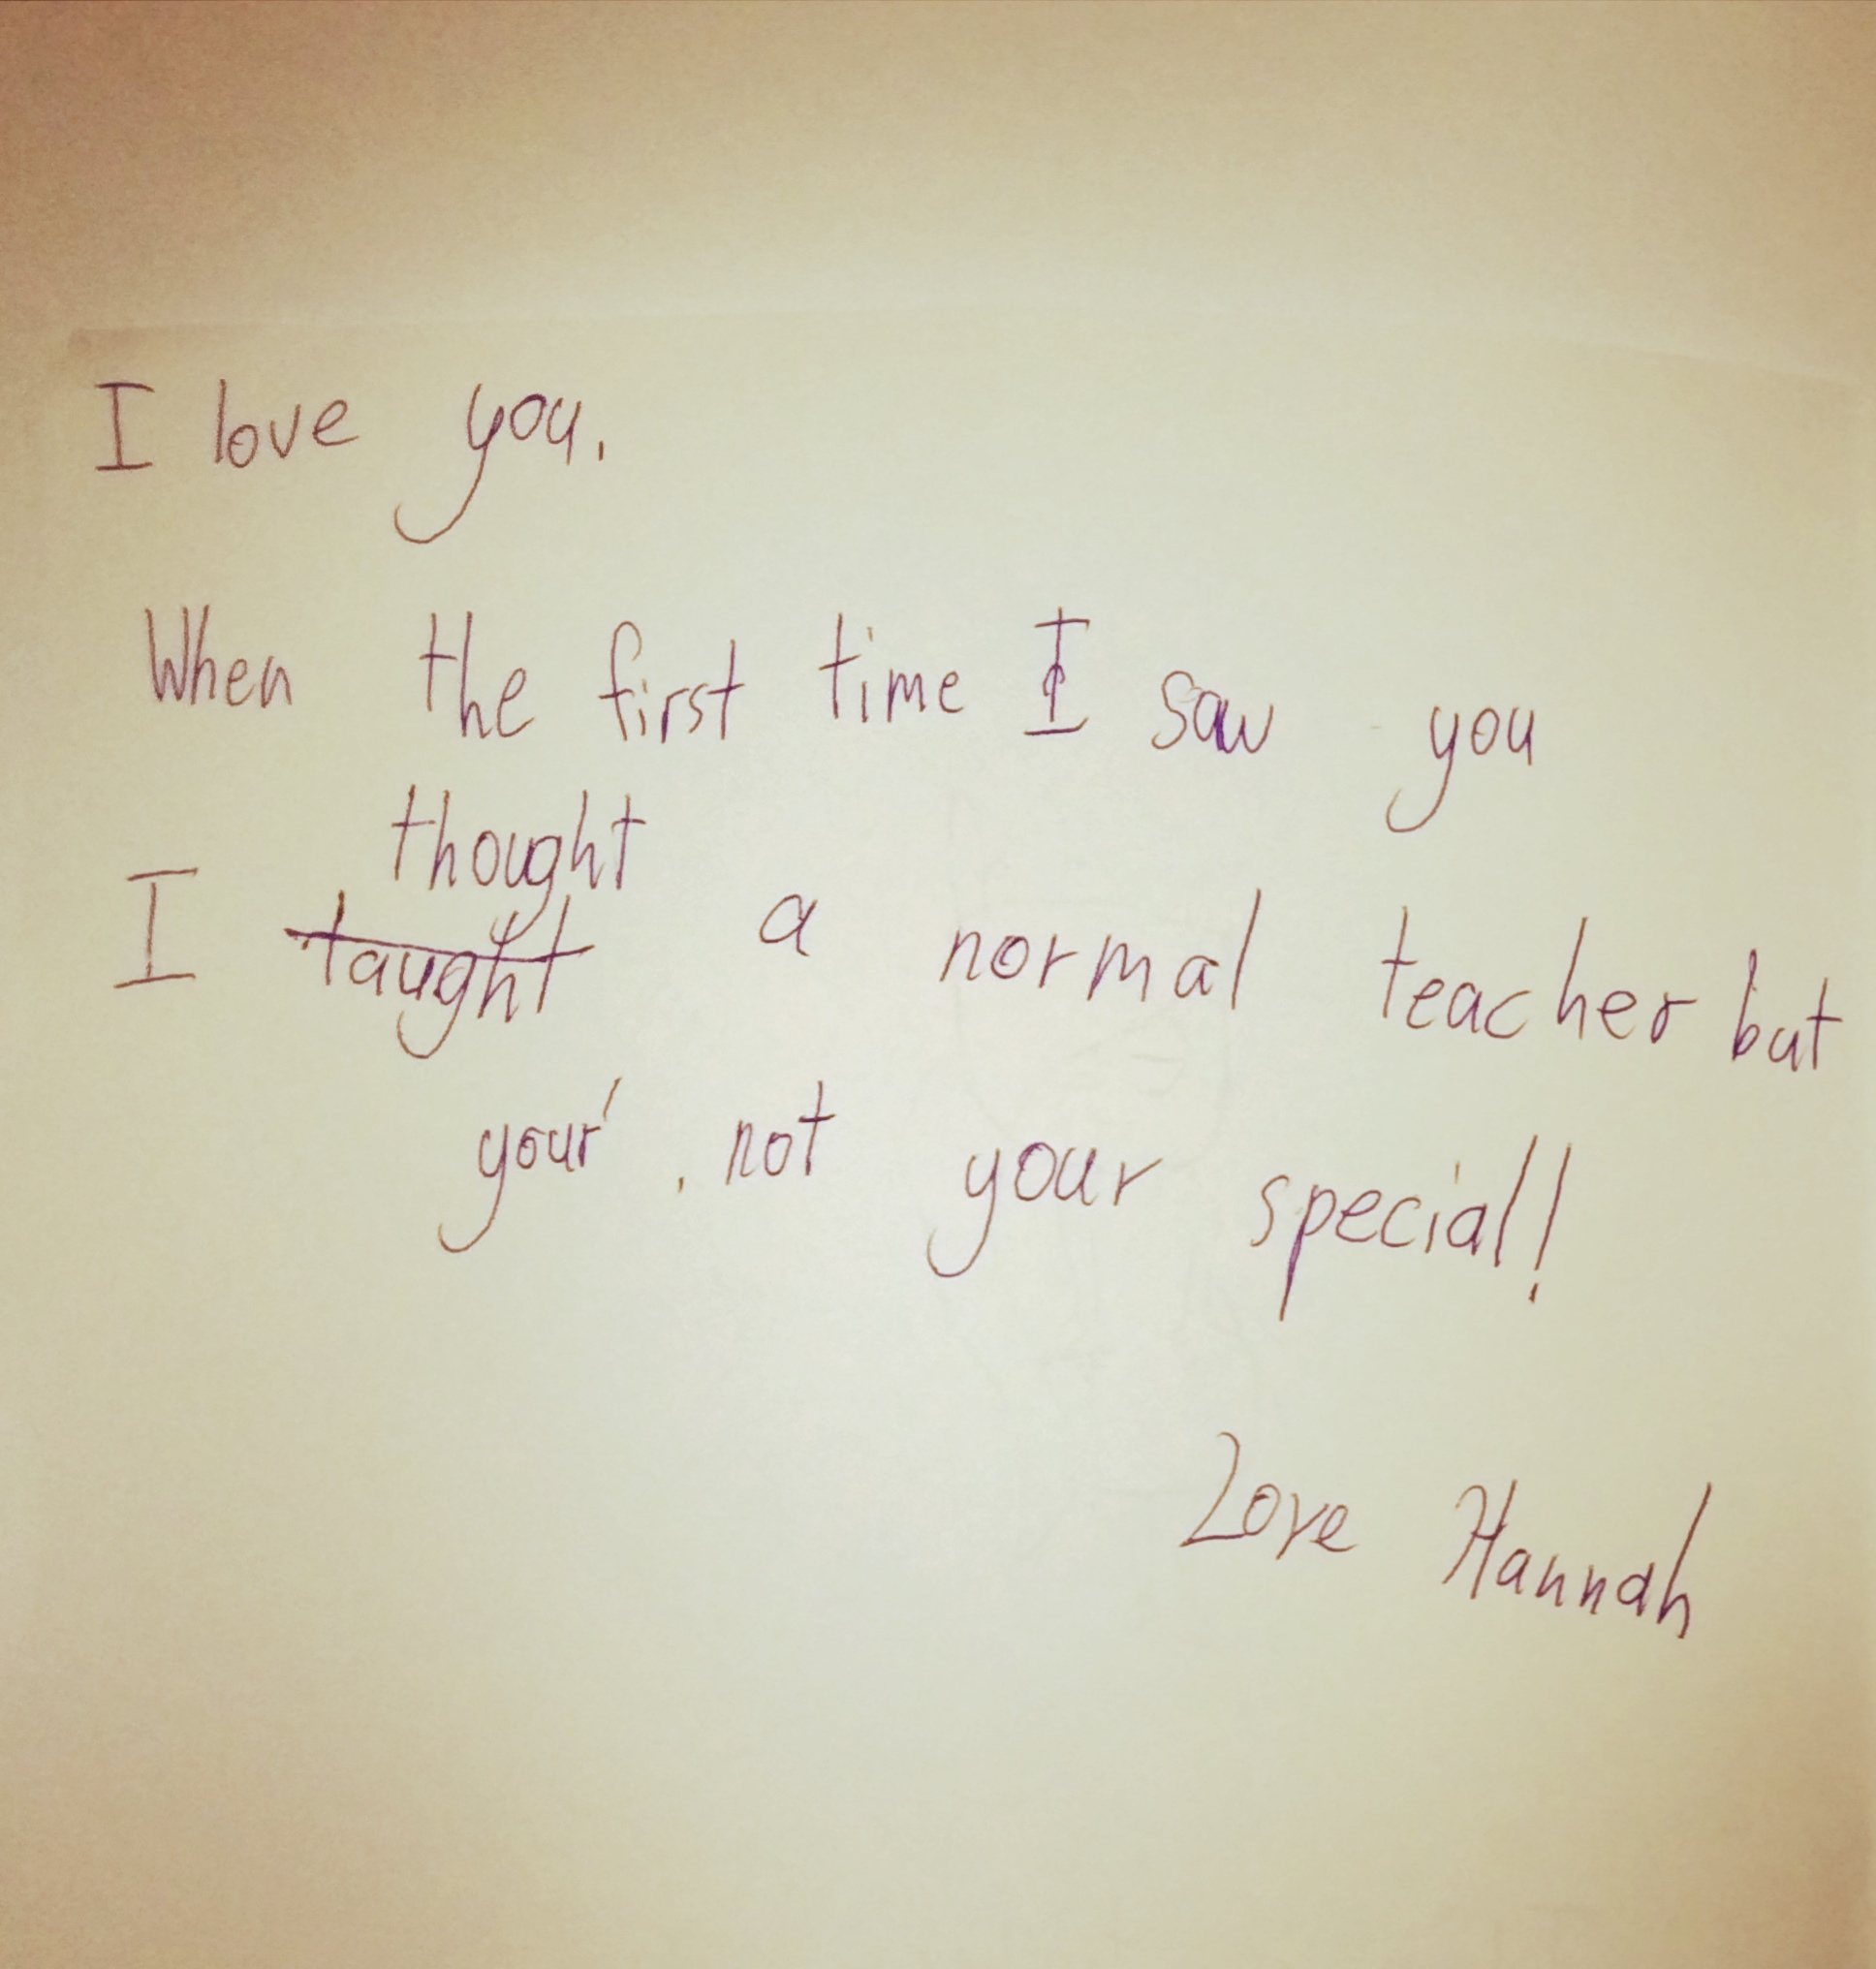 I love you.
When the first time I saw you
thought
I taught a normal teacher but
your' . not your special!
Love Hannah